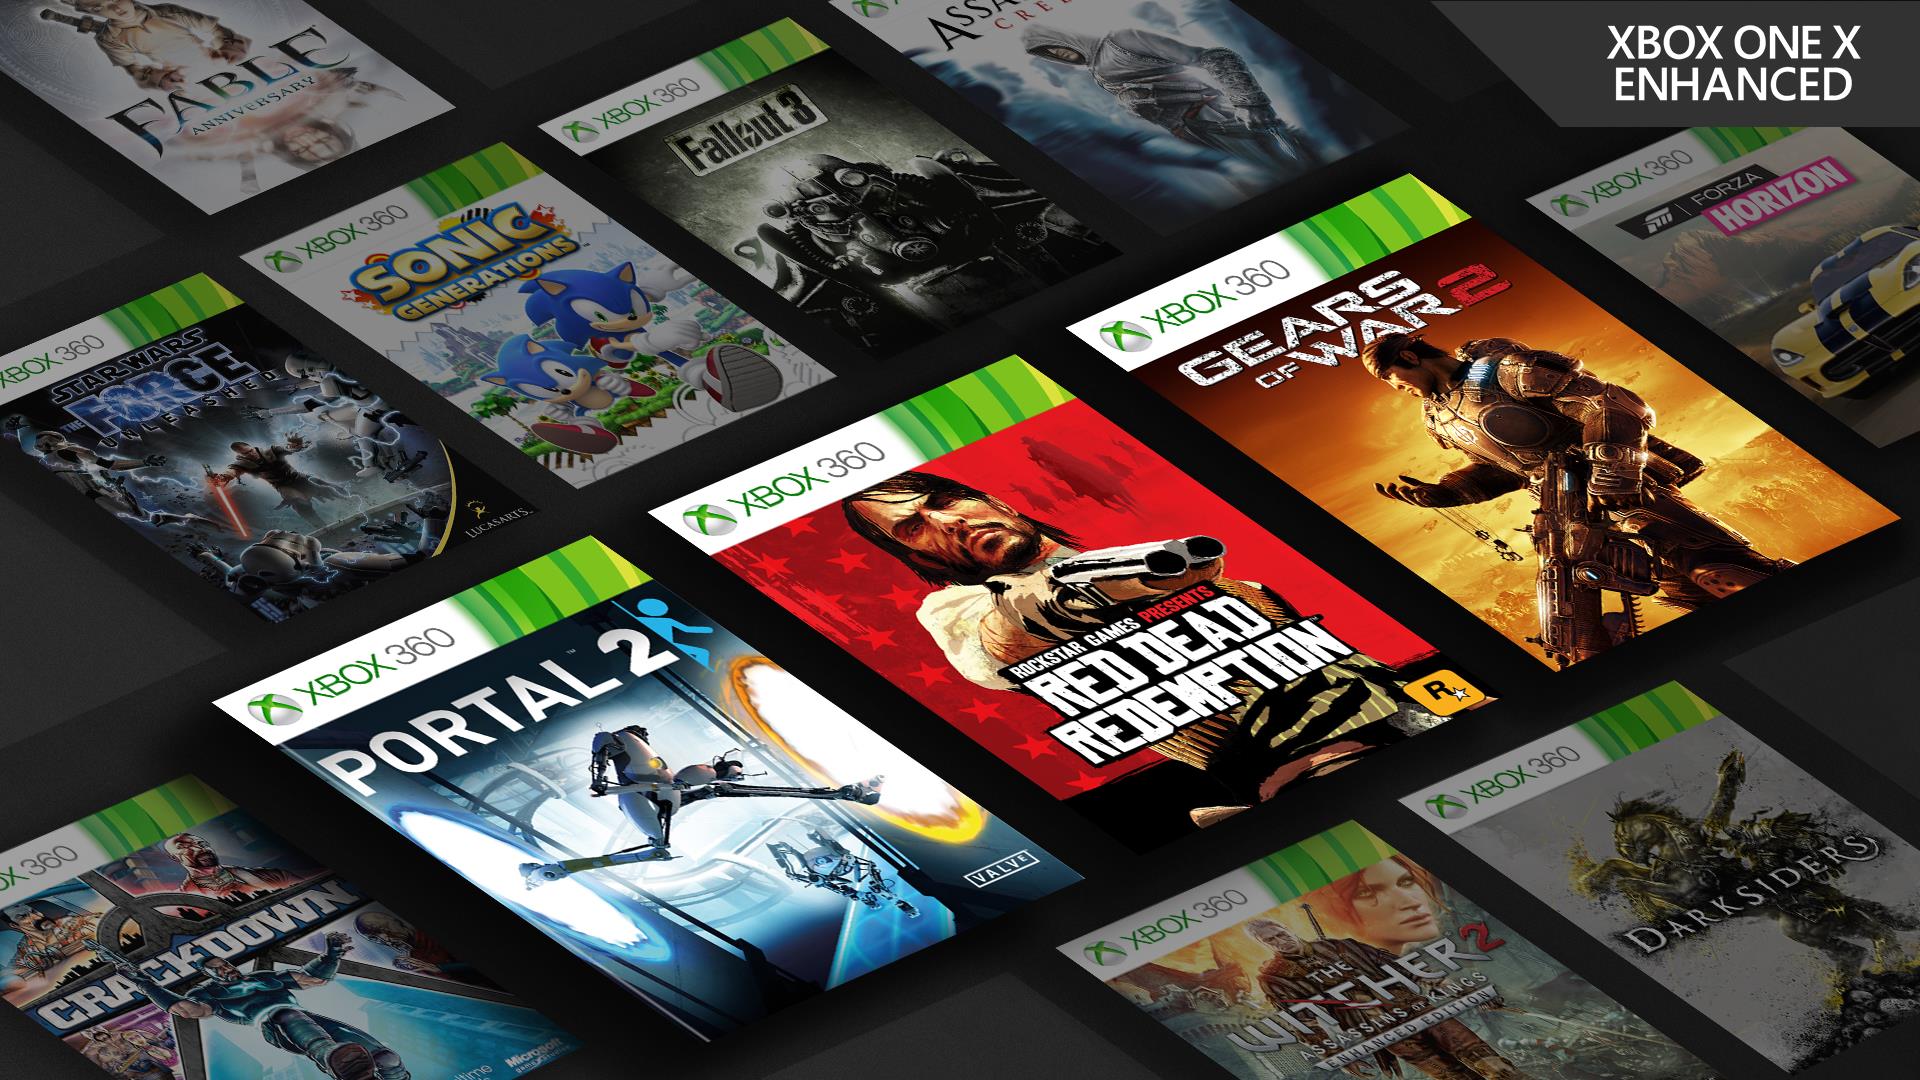 XBOX ONE X
ENHANCED
FABLE
ANNIVERSARY
XBOX 360
Fallout 3
XBOX 360
SONIC
GENERATIONS
XBOX 360
FORZA
HORIZON
XBOX 360
GEARS
OF WAR 2
XBOX 360
STAR WARS
THE FORCE
UNLEASHED
LUCASARTS
XBOX 360
ROCKSTAR GAMES PRESENTS
RED DEAD
REDEMPTION
R
XBOX 360
PORTAL 2
VALVE
360
CRACKDOWN
Microsoft
game studios
XBOX 360
THE
WITCHER 2
ASSASSINS OF KINGS
ENHANCED EDITION
XBOX 360
DARKSIDERS